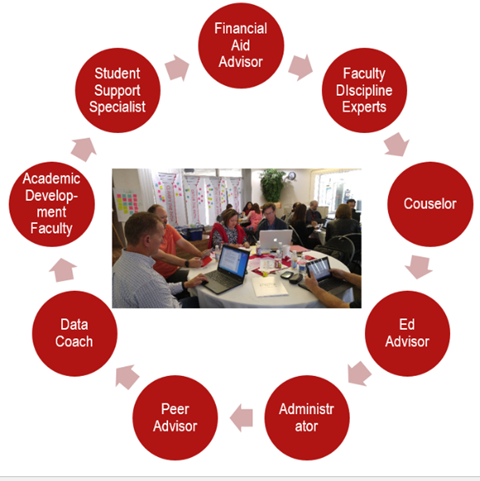 Financial
Aid
Advisor
Faculty
DIscipline
Experts
Couselor
Ed
Advisor
Administr
ator
Peer
Advisor
Data
Coach
Academic
Develop-
ment
Faculty
Student
Support
Specialist